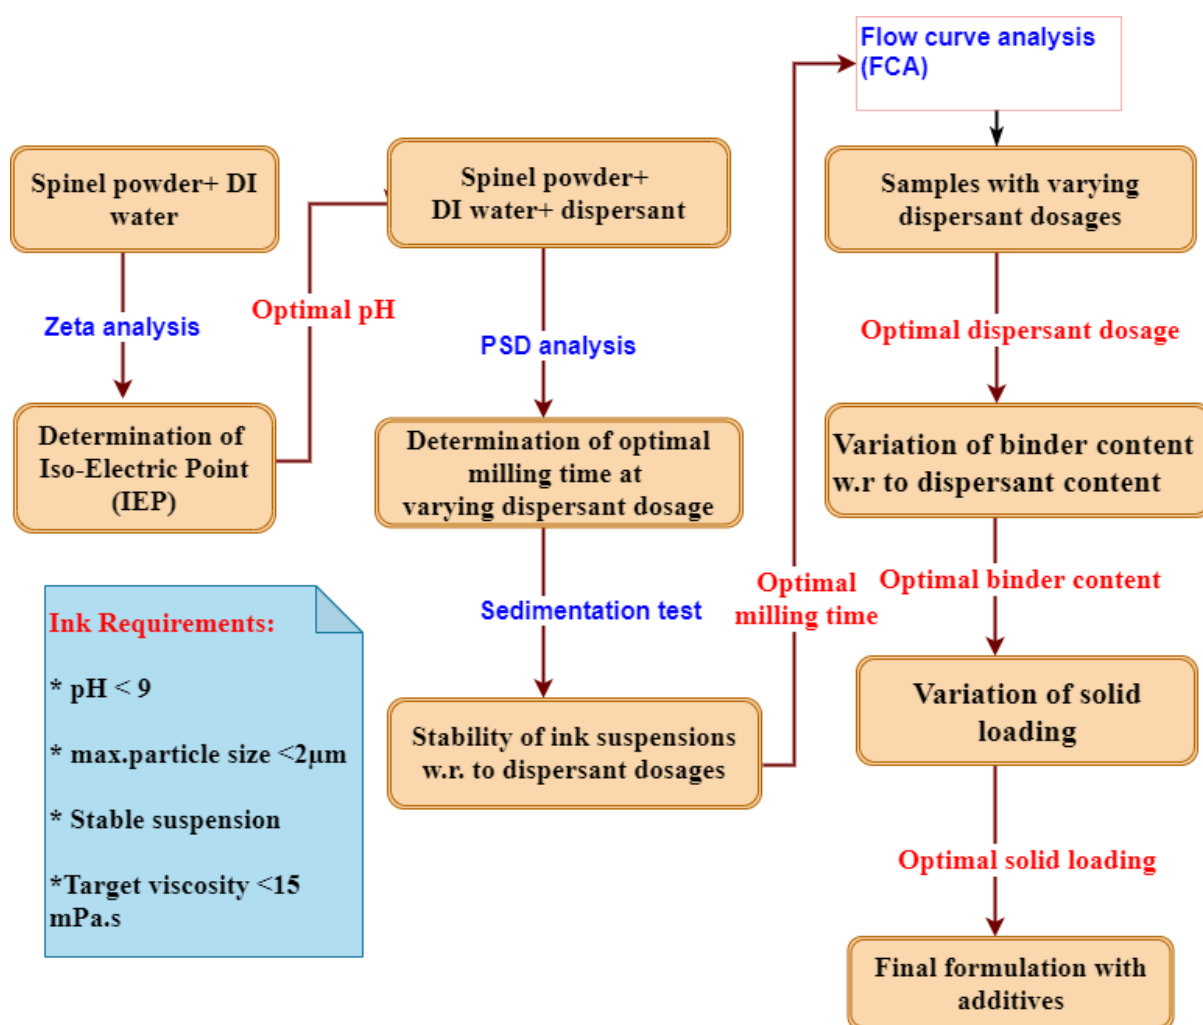 Spinel powder+ DI
water
Zeta analysis
Determination of
Iso-Electric Point
(IEP)
Optimal pH
Spinel powder+
DI water+ dispersant
PSD analysis
Determination of optimal
milling time at
varying dispersant dosage
Sedimentation test
Stability of ink suspensions
w.r. to dispersant dosages
Optimal
milling time
Flow curve analysis
(FCA)
Samples with varying
dispersant dosages
Optimal dispersant dosage
Variation of binder content
w.r to dispersant content
Optimal binder content
Variation of solid
loading
Optimal solid loading
Final formulation with
additives
Ink Requirements:
* pH < 9
* max.particle size <2μm
* Stable suspension
*Target viscosity <15
mPa.s